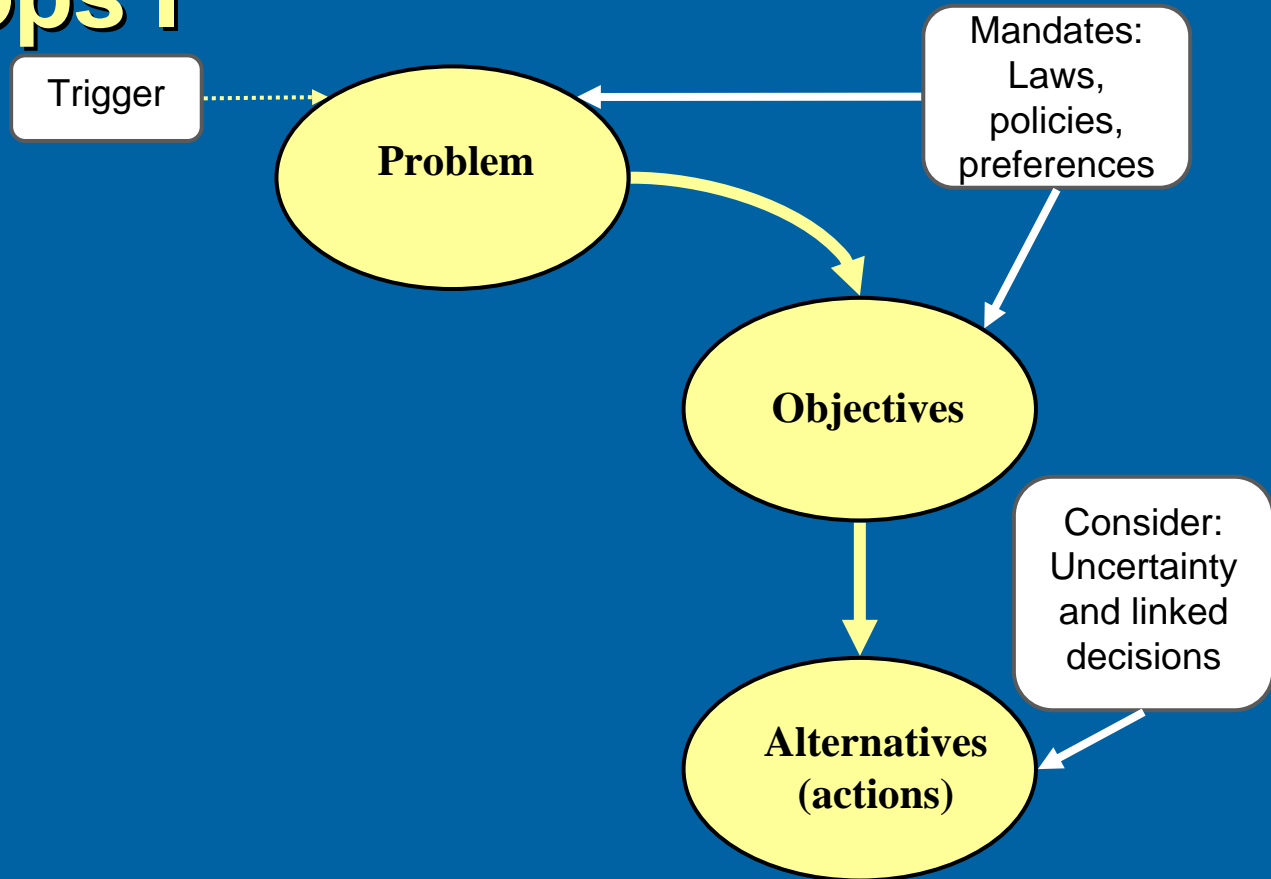 Trigger
Mandates:
Laws,
policies,
preferences
Problem
Objectives
Consider:
Uncertainty
and linked
decisions
Alternatives
(actions)